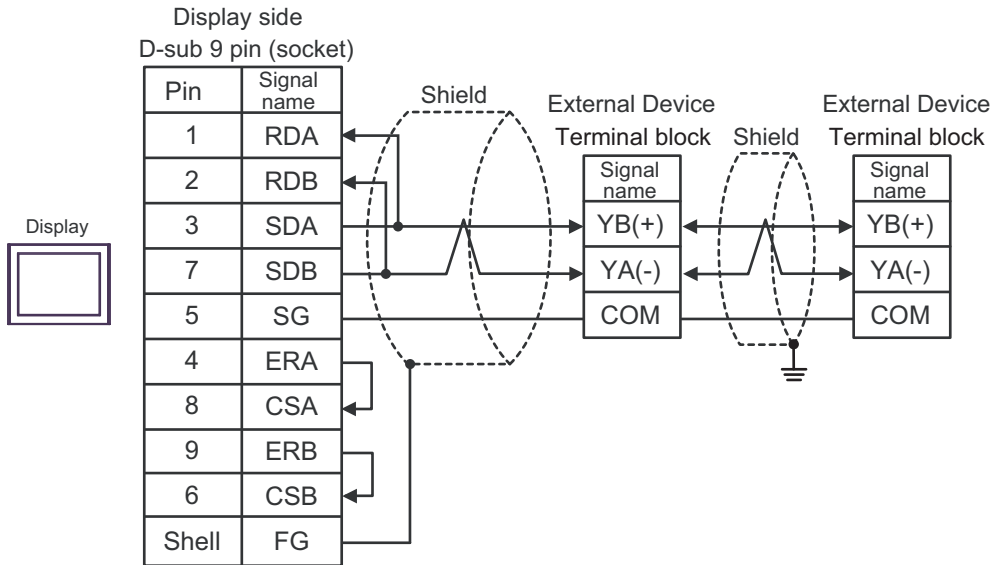 Display side
D-sub 9 pin (socket)
Pin Signal name
1 RDA
2 RDB
3 SDA
7 SDB
5 SG
4 ERA
8 CSA
9 ERB
6 CSB
Shell FG
Display
Shield
External Device
Terminal block
Signal
name
YB(+)
YA(-)
COM
Shield
External Device
Terminal block
Signal
name
YB(+)
YA(-)
COM